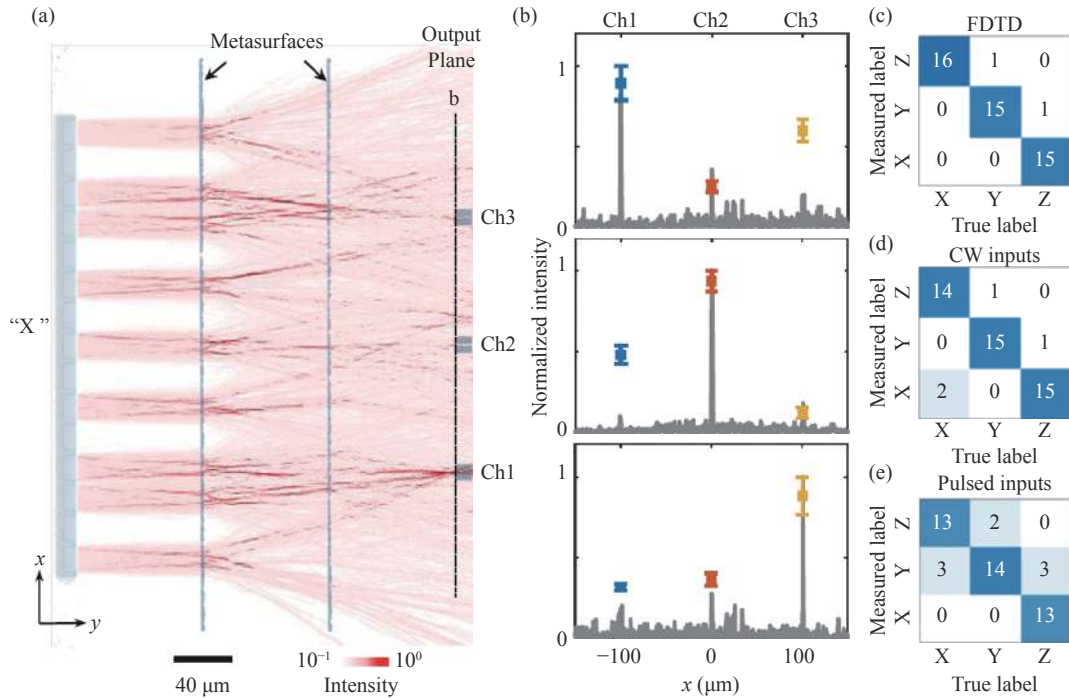 (a)
Metasurfaces
Output
Plane
b
Ch3
Ch2
Ch1
“X”
x
y
40 μm
10⁻¹ 10⁰
Intensity
(b)
Ch1 Ch2 Ch3
Normalized intensity
1
0
1
0
1
0
−100 0 100
x (μm)
(c)
FDTD
Measured label
Z 16 1 0
Y 0 15 1
X 0 0 15
X Y Z
True label
(d)
CW inputs
Measured label
Z 14 1 0
Y 0 15 1
X 2 0 15
X Y Z
True label
(e)
Pulsed inputs
Measured label
Z 13 2 0
Y 3 14 3
X 0 0 13
X Y Z
True label